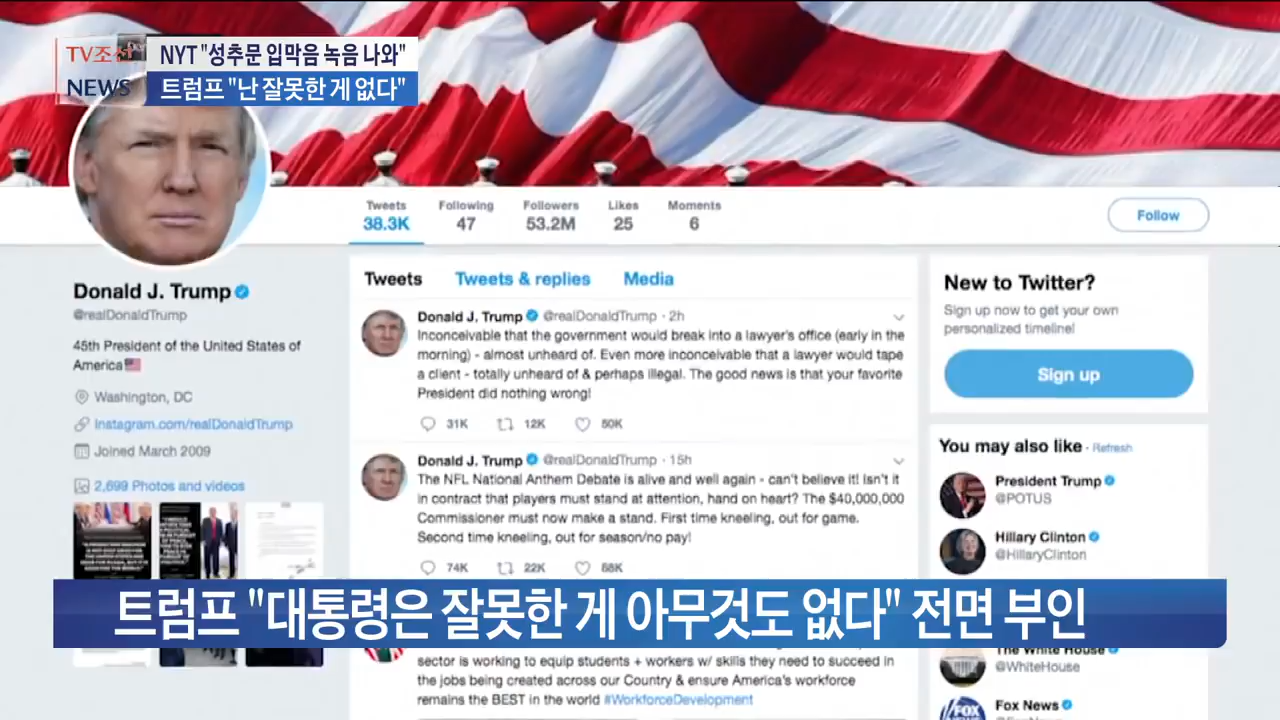 TV조선
NEWS
NYT "성추문 입막음 녹음 나와"
트럼프 "난 잘못한 게 없다"
Tweets
38.3K
Following
47
Followers
53.2M
Likes
25
Moments
6
Follow
Donald J. Trump
@realDonaldTrump
45th President of the United States of
America
Washington, DC
Instagram.com/realDonaldTrump
Joined March 2009
2,699 Photos and videos
Tweets Tweets & replies Media
Donald J. Trump @realDonaldTrump · 2h
Inconceivable that the government would break into a lawyer's office (early in the
morning) - almost unheard of. Even more inconceivable that a lawyer would tape
a client - totally unheard of & perhaps illegal. The good news is that your favorite
President did nothing wrong!
31K 12K 50K
Donald J. Trump @realDonaldTrump · 15h
The NFL National Anthem Debate is alive and well again - can't believe it! Isn't it
in contract that players must stand at attention, hand on heart? The $40,000,000
Commissioner must now make a stand. First time kneeling, out for game.
Second time kneeling, out for season/no pay!
74K 22K 88K
sector is working to equip students + workers w/ skills they need to succeed in
the jobs being created across our Country & ensure America's workforce
remains the BEST in the world #WorkforceDevelopment
New to Twitter?
Sign up now to get your own
personalized timeline!
Sign up
You may also like · Refresh
President Trump
@POTUS
Hillary Clinton
@HillaryClinton
The White House
@WhiteHouse
Fox News
트럼프 "대통령은 잘못한 게 아무것도 없다" 전면 부인